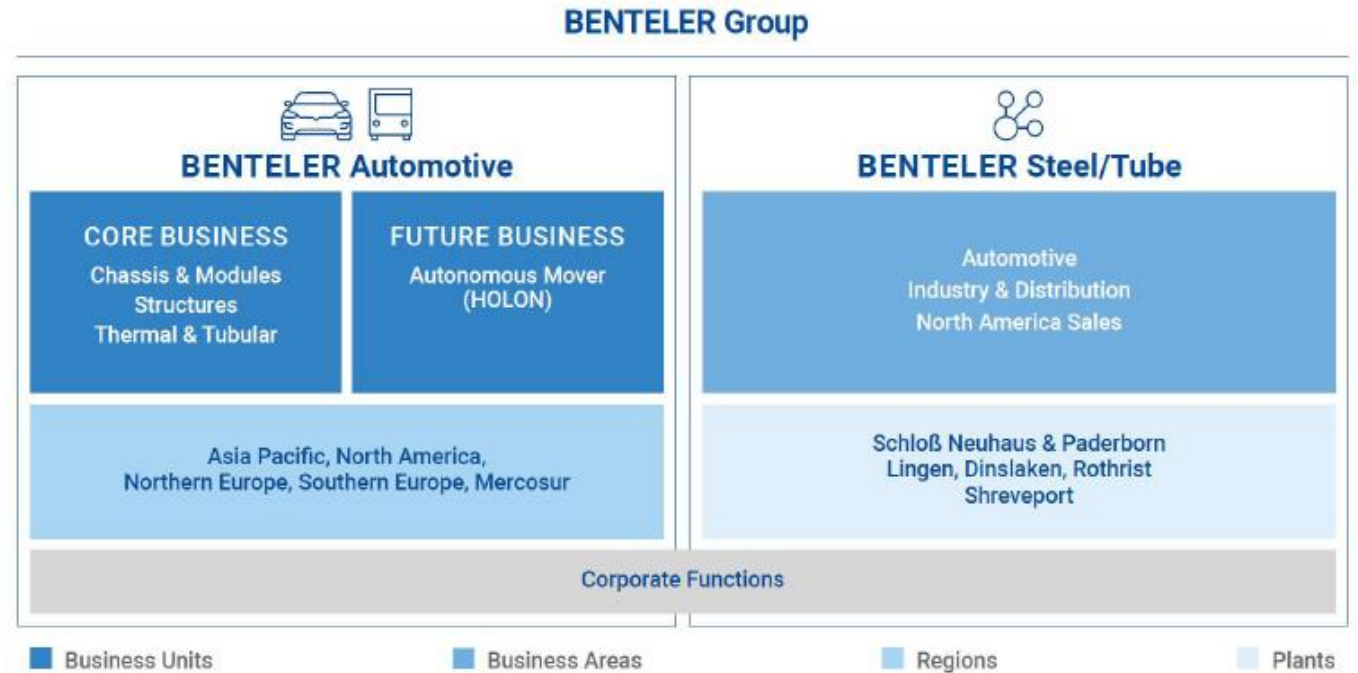 BENTELER Group
BENTELER Automotive
CORE BUSINESS
Chassis & Modules
Structures
Thermal & Tubular
FUTURE BUSINESS
Autonomous Mover
(HOLON)
Asia Pacific, North America,
Northern Europe, Southern Europe, Mercosur
BENTELER Steel/Tube
Automotive
Industry & Distribution
North America Sales
Schloß Neuhaus & Paderborn
Lingen, Dinslaken, Rothrist
Shreveport
Corporate Functions
Business Units
Business Areas
Regions
Plants